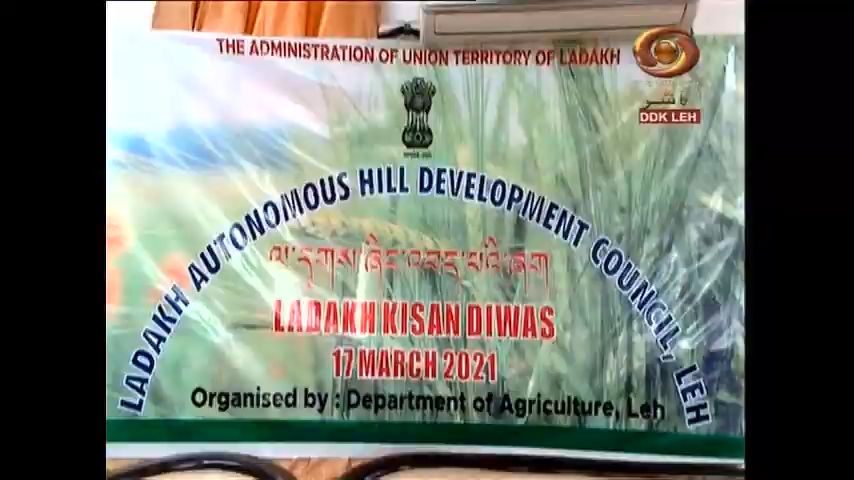 THE ADMINISTRATION OF UNION TERRITORY OF LADAKH
DDK LEH
LADAKH AUTONOMOUS HILL DEVELOPMENT COUNCIL, LEH
LADAKH KISAN DIWAS
17 MARCH 2021
Organised by : Department of Agriculture, Leh